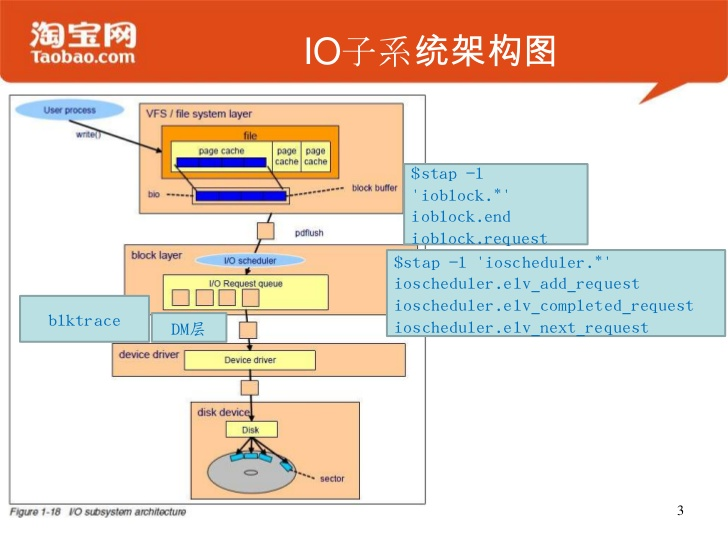 淘宝网
Taobao.com
IO子系统架构图
User process
write()
VFS / file system layer
file
page cache
page
cache
page
cache
bio
block buffer
$stap -l
'ioblock.*'
ioblock.end
ioblock.request
pdflush
block layer
I/O scheduler
I/O Request queue
$stap -l 'ioscheduler.*'
ioscheduler.elv_add_request
ioscheduler.elv_completed_request
ioscheduler.elv_next_request
blktrace
DM层
device driver
Device driver
disk device
Disk
sector
Figure 1-18 I/O subsystem architecture
3